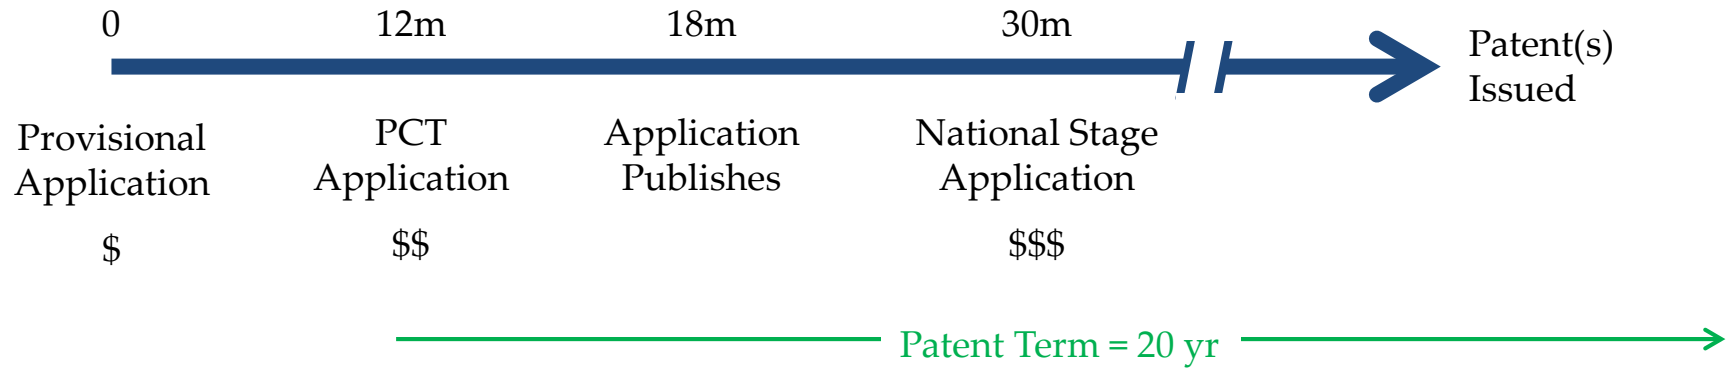 0
12m
18m
30m
Patent(s)
Issued
Provisional
Application
$
PCT
Application
$$
Application
Publishes
National Stage
Application
$$$
Patent Term = 20 yr